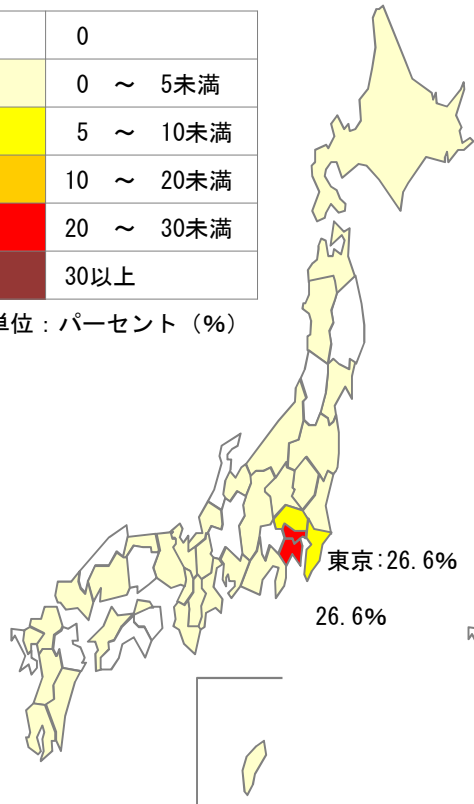 0
0 ～ 5未満
5 ～ 10未満
10 ～ 20未満
20 ～ 30未満
30以上
単位：パーセント（%）
東京：26.6%
26.6%